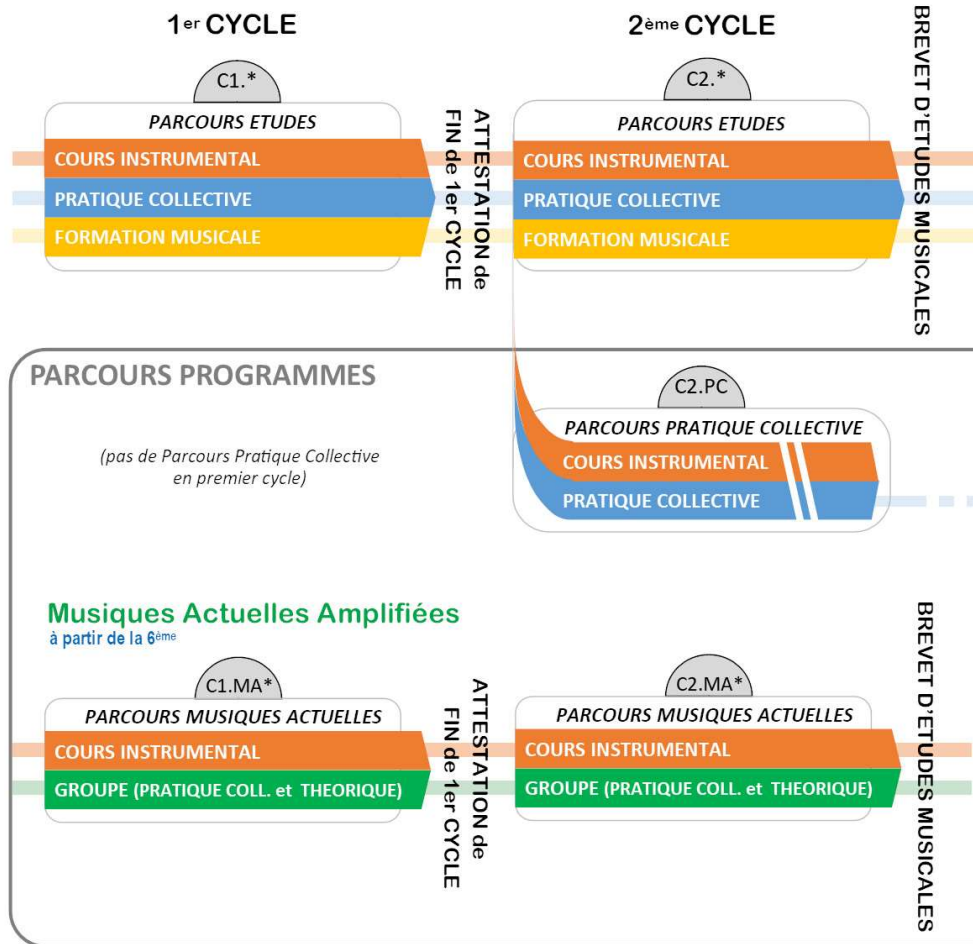 1er CYCLE
2ème CYCLE
C1.*
C2.*
PARCOURS ETUDES
PARCOURS ETUDES
COURS INSTRUMENTAL
COURS INSTRUMENTAL
PRATIQUE COLLECTIVE
PRATIQUE COLLECTIVE
FORMATION MUSICALE
FORMATION MUSICALE
ATTESTATION de
FIN de 1er CYCLE
BREVET D'ETUDES MUSICALES
PARCOURS PROGRAMMES
(pas de Parcours Pratique Collective
en premier cycle)
C2.PC
PARCOURS PRATIQUE COLLECTIVE
COURS INSTRUMENTAL
PRATIQUE COLLECTIVE
Musiques Actuelles Amplifiées
à partir de la 6ème
C1.MA*
C2.MA*
PARCOURS MUSIQUES ACTUELLES
PARCOURS MUSIQUES ACTUELLES
COURS INSTRUMENTAL
COURS INSTRUMENTAL
GROUPE (PRATIQUE COLL. et THEORIQUE)
GROUPE (PRATIQUE COLL. et THEORIQUE)
ATTESTATION de
FIN de 1er CYCLE
BREVET D'ETUDES MUSICALES